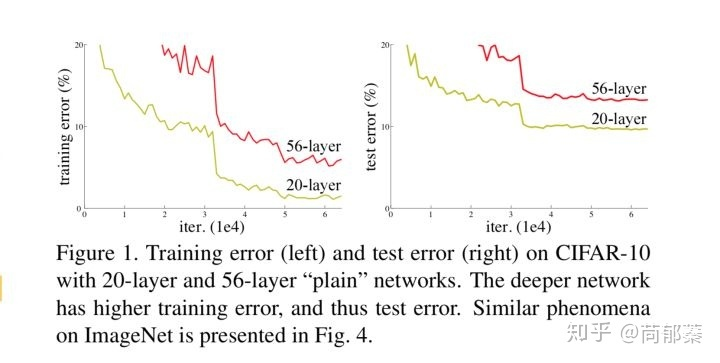 20
10
0
training error (%)
56-layer
20-layer
0 1 2 3 4 5 6
iter. (1e4)
20
10
0
test error (%)
56-layer
20-layer
0 1 2 3 4 5 6
iter. (1e4)
Figure 1. Training error (left) and test error (right) on CIFAR-10
with 20-layer and 56-layer “plain” networks. The deeper network
has higher training error, and thus test error. Similar phenomena
on ImageNet is presented in Fig. 4.
知乎 @茼郁蓁